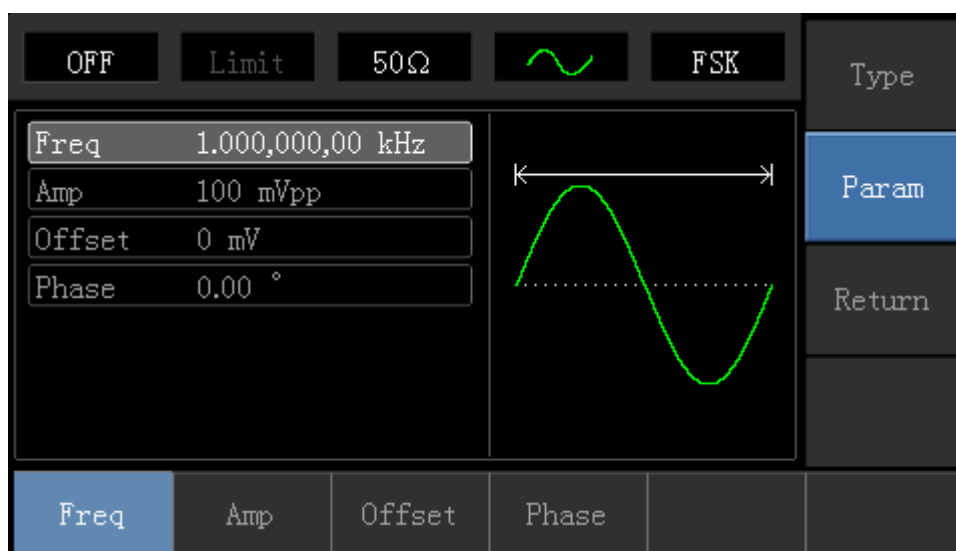 OFF Limit 50Ω FSK
Type
Freq 1.000,000,00 kHz
Amp 100 mVpp
Param
Offset 0 mV
Phase 0.00 °
Return
Freq Amp Offset Phase